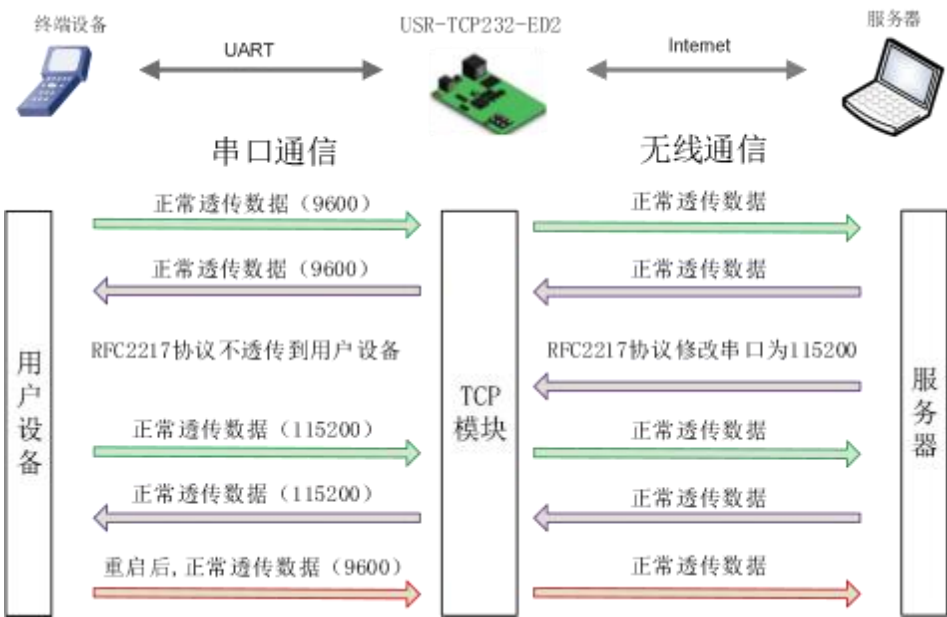 终端设备
USR-TCP232-ED2
服务器
UART
Internet
串口通信
无线通信
正常透传数据（9600）
正常透传数据
正常透传数据（9600）
正常透传数据
RFC2217协议不透传到用户设备
RFC2217协议修改串口为115200
用户设备
TCP
模块
服务器
正常透传数据（115200）
正常透传数据
正常透传数据（115200）
正常透传数据
重启后,正常透传数据（9600）
正常透传数据